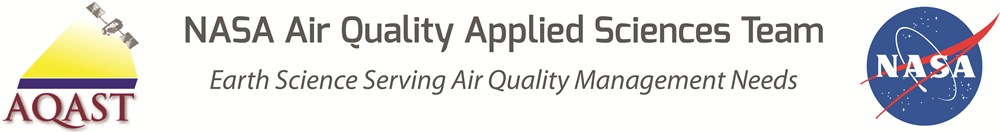 NASA Air Quality Applied Sciences Team
Earth Science Serving Air Quality Management Needs
AQAST
NASA